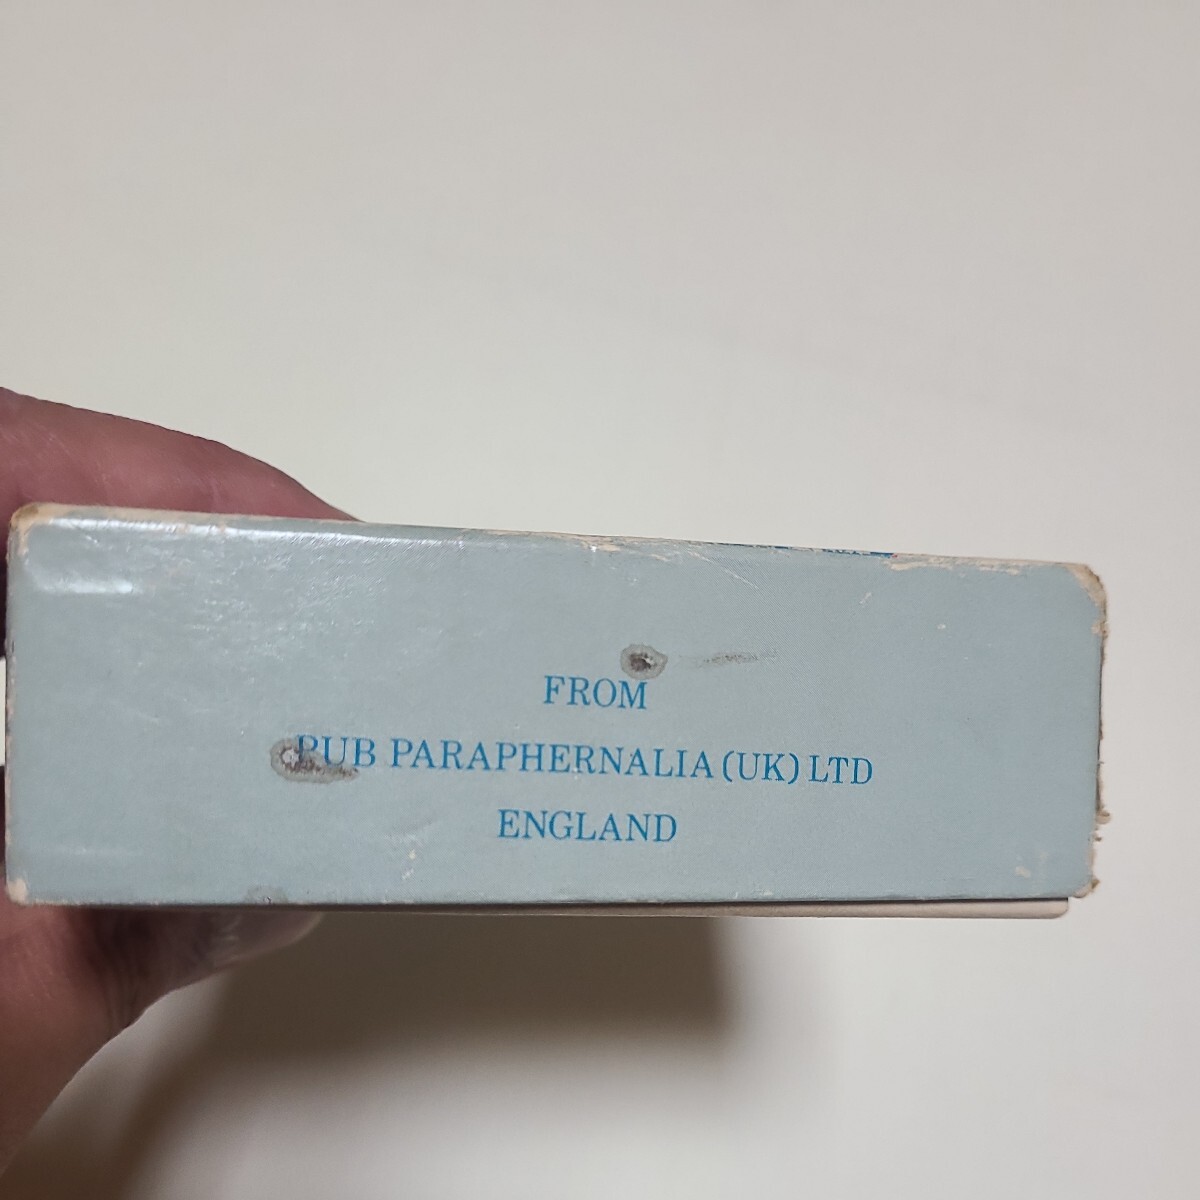 FROM
PUB PARAPHERNALIA (UK) LTD
ENGLAND